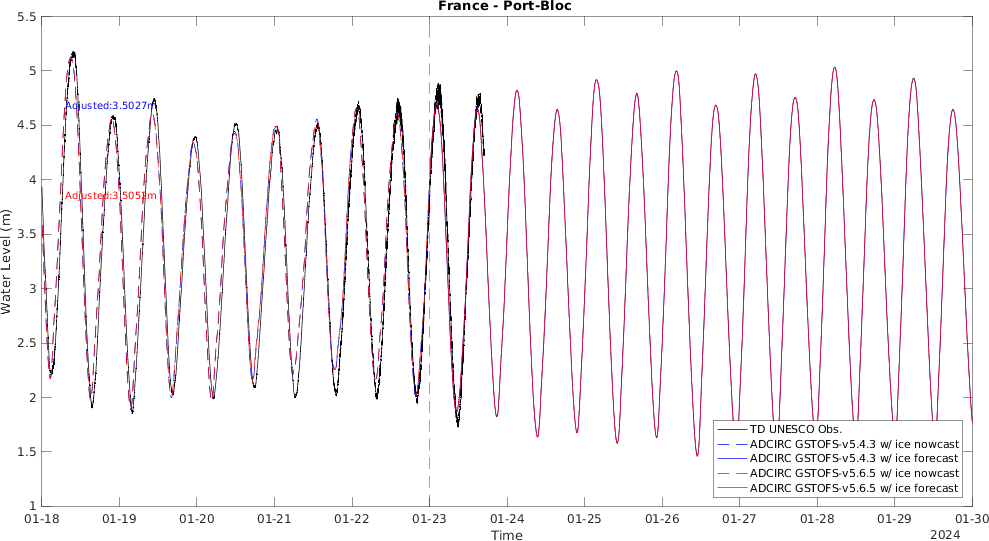 France - Port-Bloc
5.5
5
4.5
4
3.5
3
2.5
2
1.5
1
Water Level (m)
Adjusted:3.5027m
Adjusted:3.5052m
TD UNESCO Obs.
ADCIRC GSTOFS-v5.4.3 w/ ice nowcast
ADCIRC GSTOFS-v5.4.3 w/ ice forecast
ADCIRC GSTOFS-v5.6.5 w/ ice nowcast
ADCIRC GSTOFS-v5.6.5 w/ ice forecast
01-18 01-19 01-20 01-21 01-22 01-23 01-24 01-25 01-26 01-27 01-28 01-29 01-30
Time
2024